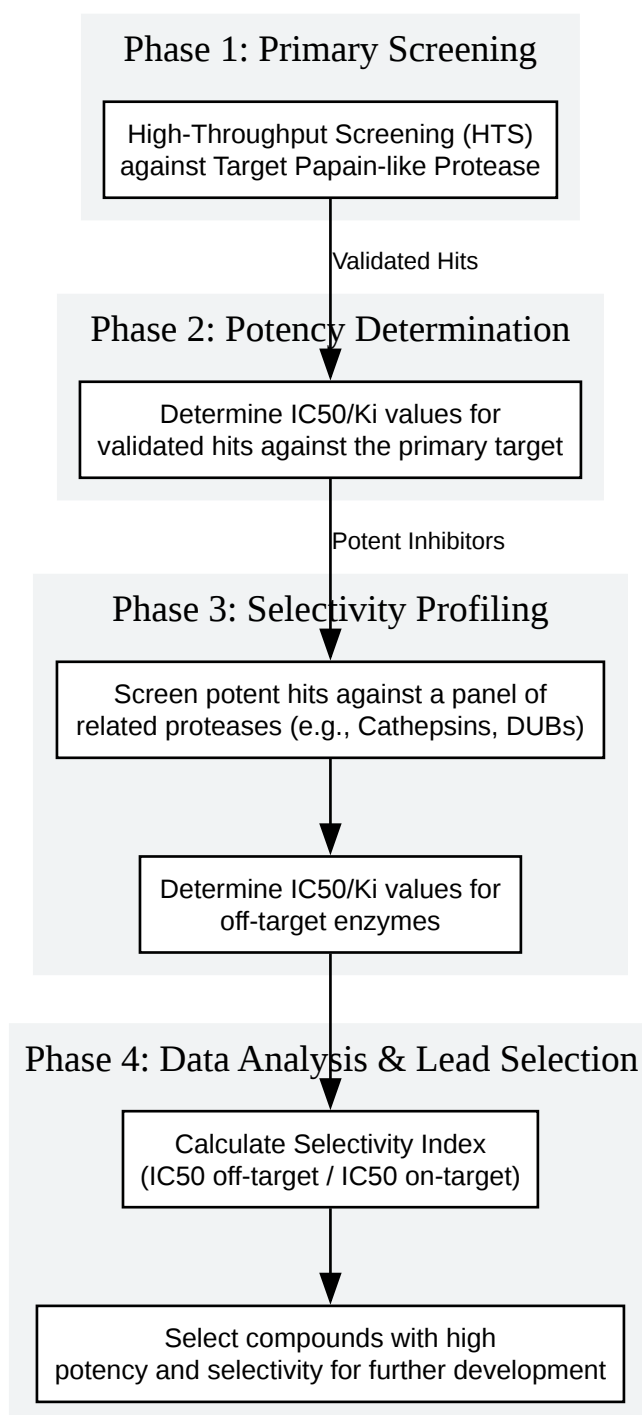 Phase 1: Primary Screening
High-Throughput Screening (HTS)
against Target Papain-like Protease
Validated Hits
Phase 2: Potency Determination
Determine IC50/Ki values for
validated hits against the primary target
Potent Inhibitors
Phase 3: Selectivity Profiling
Screen potent hits against a panel of
related proteases (e.g., Cathepsins, DUBs)
Determine IC50/Ki values for
off-target enzymes
Phase 4: Data Analysis & Lead Selection
Calculate Selectivity Index
(IC50 off-target / IC50 on-target)
Select compounds with high
potency and selectivity for further development